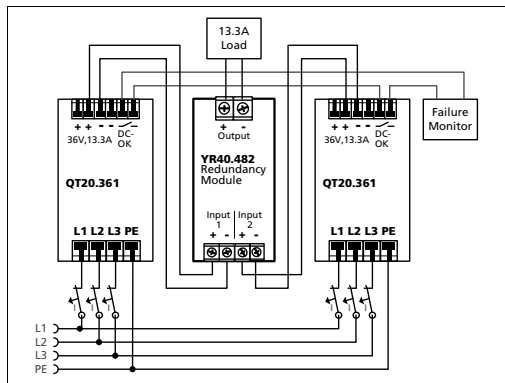 13.3A
Load
+ + - -
DC-
OK
36V,13.3A
QT20.361
L1 L2 L3 PE
+ -
Output
YR40.482
Redundancy
Module
Input
1
Input
2
+ - + -
+ + - -
DC-
OK
36V,13.3A
QT20.361
L1 L2 L3 PE
Failure
Monitor
L1
L2
L3
PE
I
I
I
I
I
I